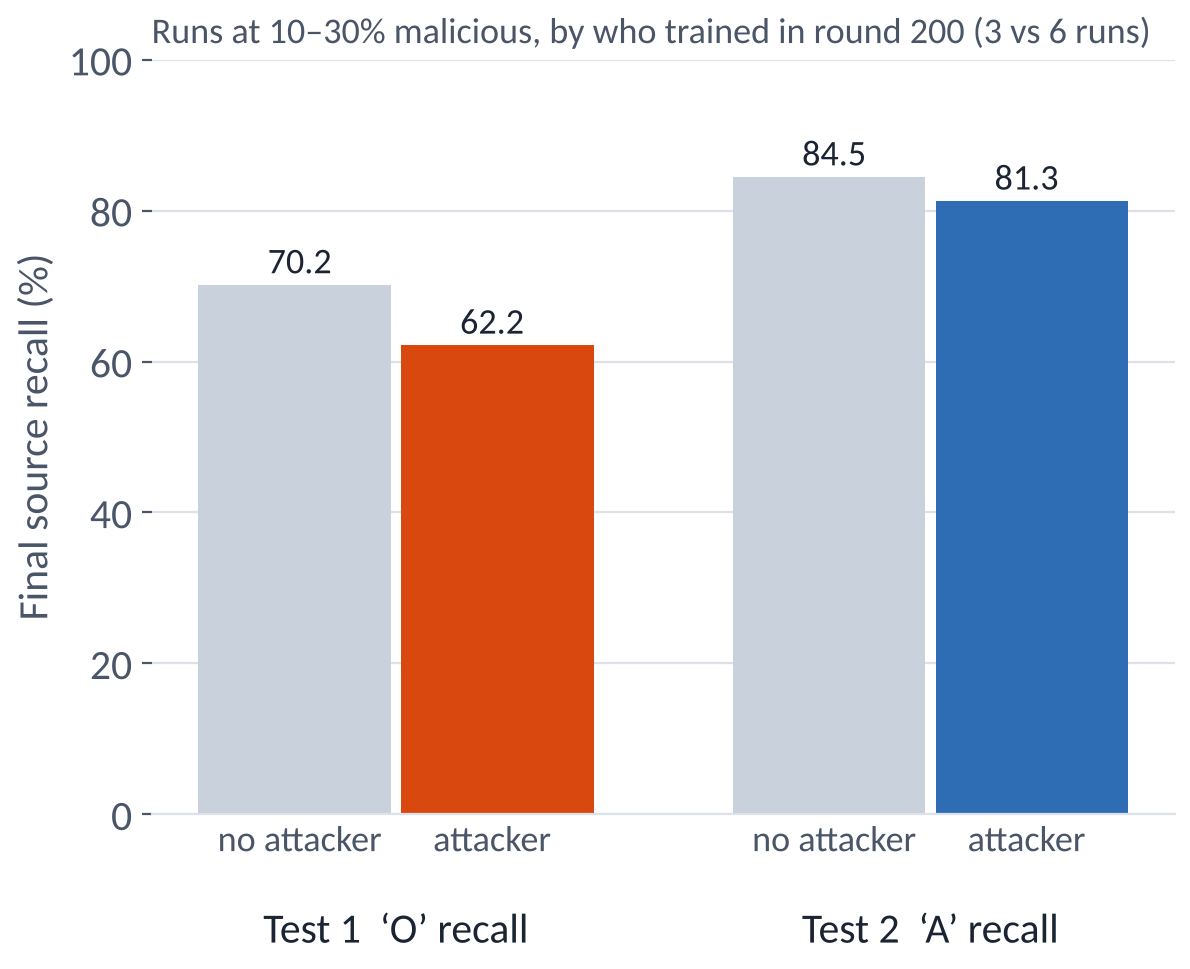 Runs at 10–30% malicious, by who trained in round 200 (3 vs 6 runs)
Final source recall (%)
100
80
60
40
20
0
70.2
62.2
84.5
81.3
no attacker
attacker
no attacker
attacker
Test 1 ‘O’ recall
Test 2 ‘A’ recall